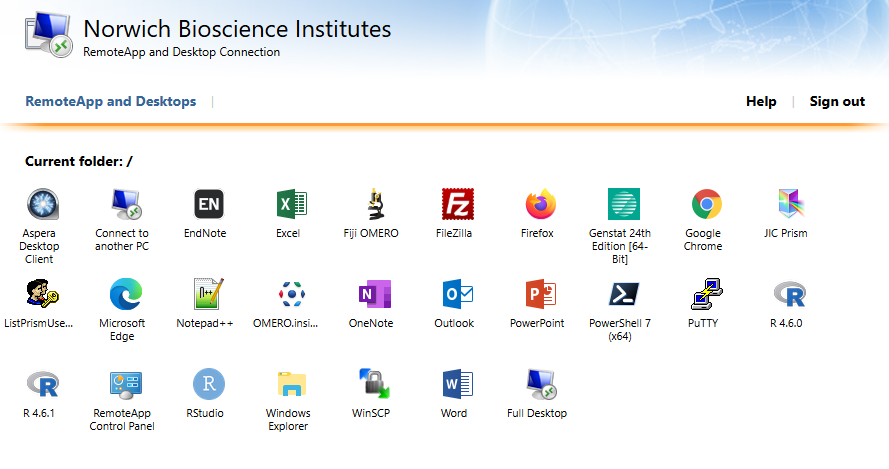 Norwich Bioscience Institutes
RemoteApp and Desktop Connection
RemoteApp and Desktops | Help | Sign out
Current folder: /
Aspera Desktop Client
Connect to another PC
EN
EndNote
Excel
Fiji OMERO
Fz
FileZilla
Firefox
Genstat 24th Edition [64-Bit]
Google Chrome
JIC Prism
ListPrismUse...
Microsoft Edge
Notepad++
OMERO.insi...
N
OneNote
Outlook
P
PowerPoint
PowerShell 7 (x64)
PuTTY
R
R 4.6.0
R
R 4.6.1
RemoteApp Control Panel
R
RStudio
Windows Explorer
WinSCP
W
Word
Full Desktop